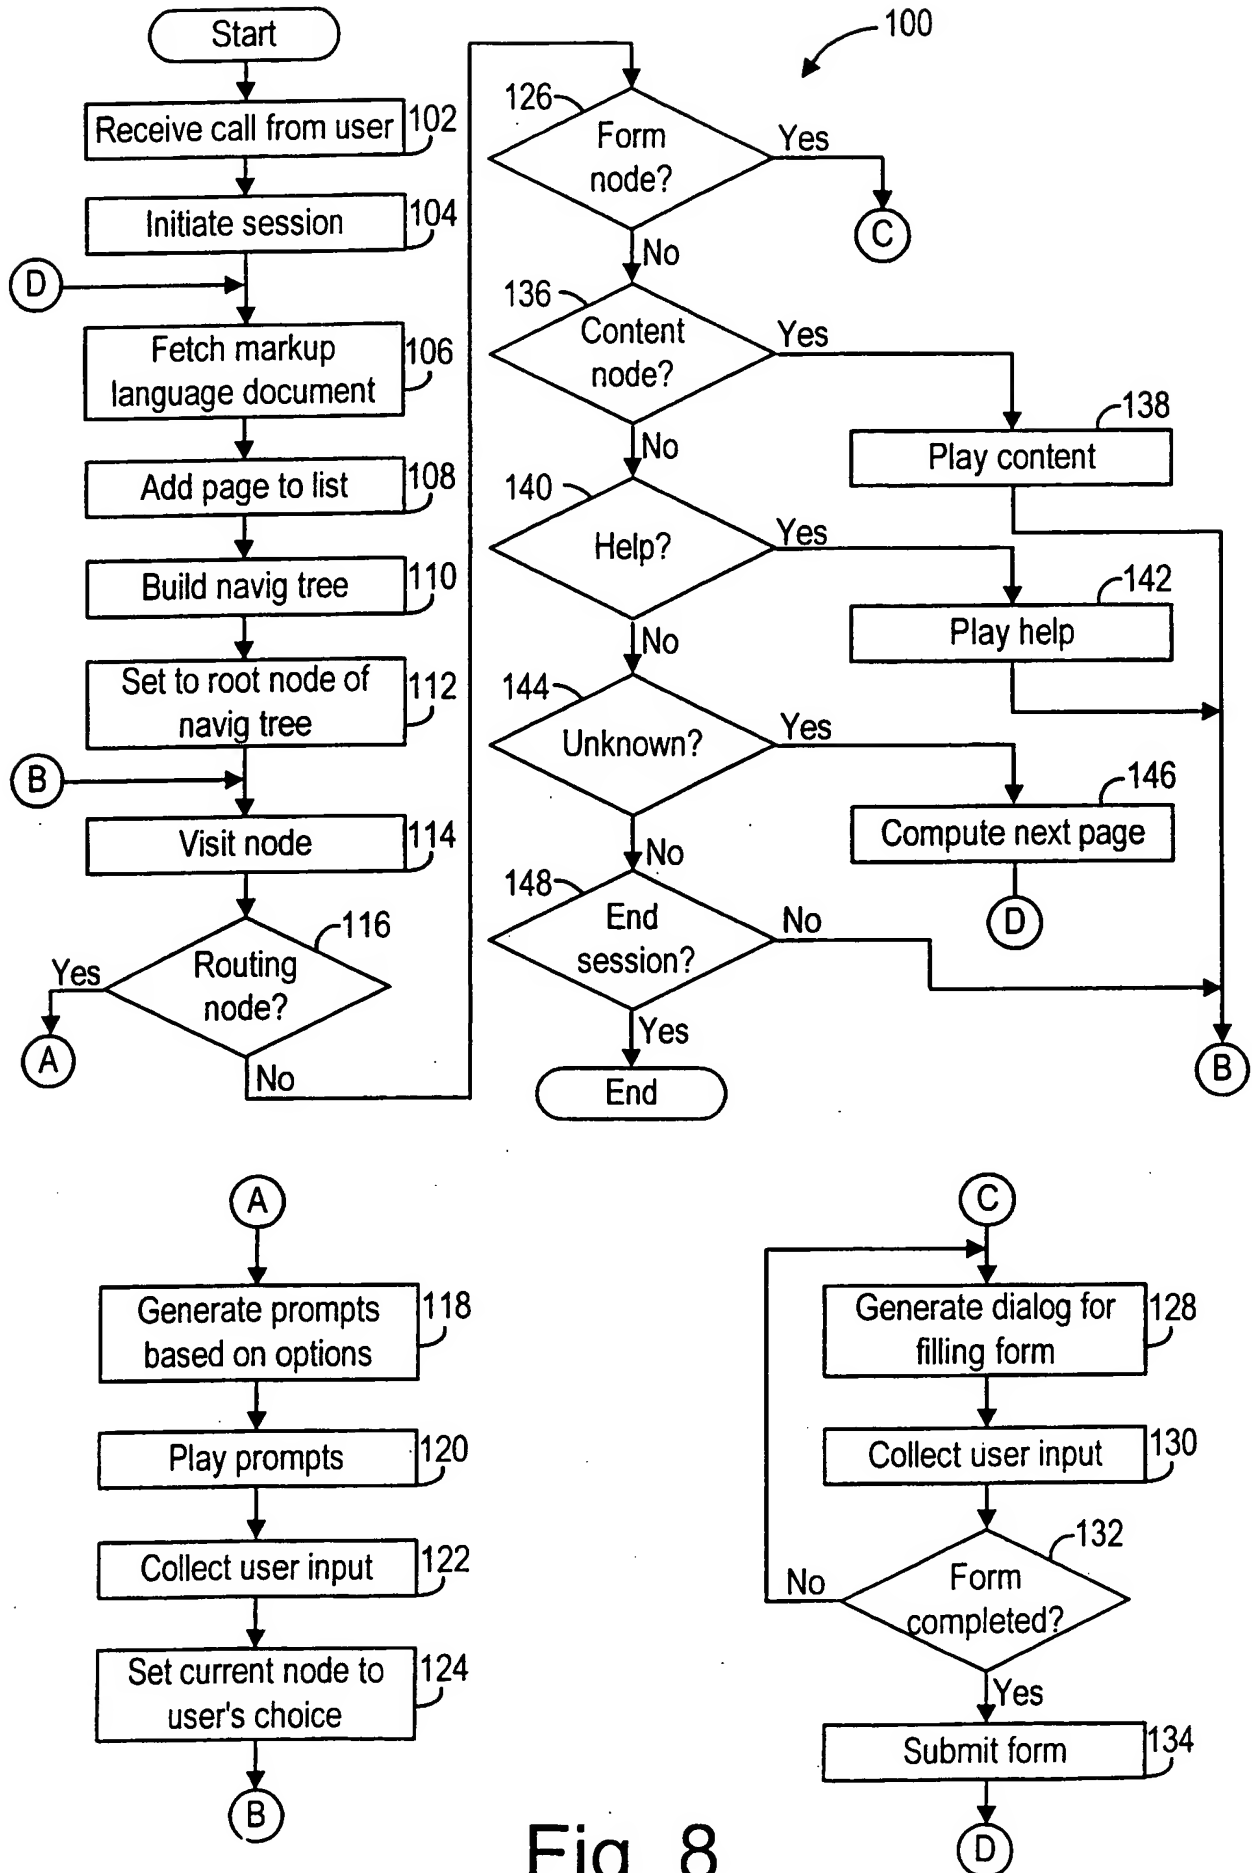 Start
100
Receive call from user
102
Initiate session
104
D
Fetch markup
language document
106
Add page to list
108
Build navig tree
110
Set to root node of
navig tree
112
B
Visit node
114
116
Routing
node?
Yes
A
No
126
Form
node?
Yes
C
No
136
Content
node?
Yes
138
Play content
No
140
Help?
Yes
142
Play help
No
144
Unknown?
Yes
146
Compute next page
D
No
148
End
session?
No
B
Yes
End
A
Generate prompts
based on options
118
Play prompts
120
Collect user input
122
Set current node to
user's choice
124
B
C
Generate dialog for
filling form
128
Collect user input
130
132
Form
completed?
No
Yes
Submit form
134
D
Fig. 8